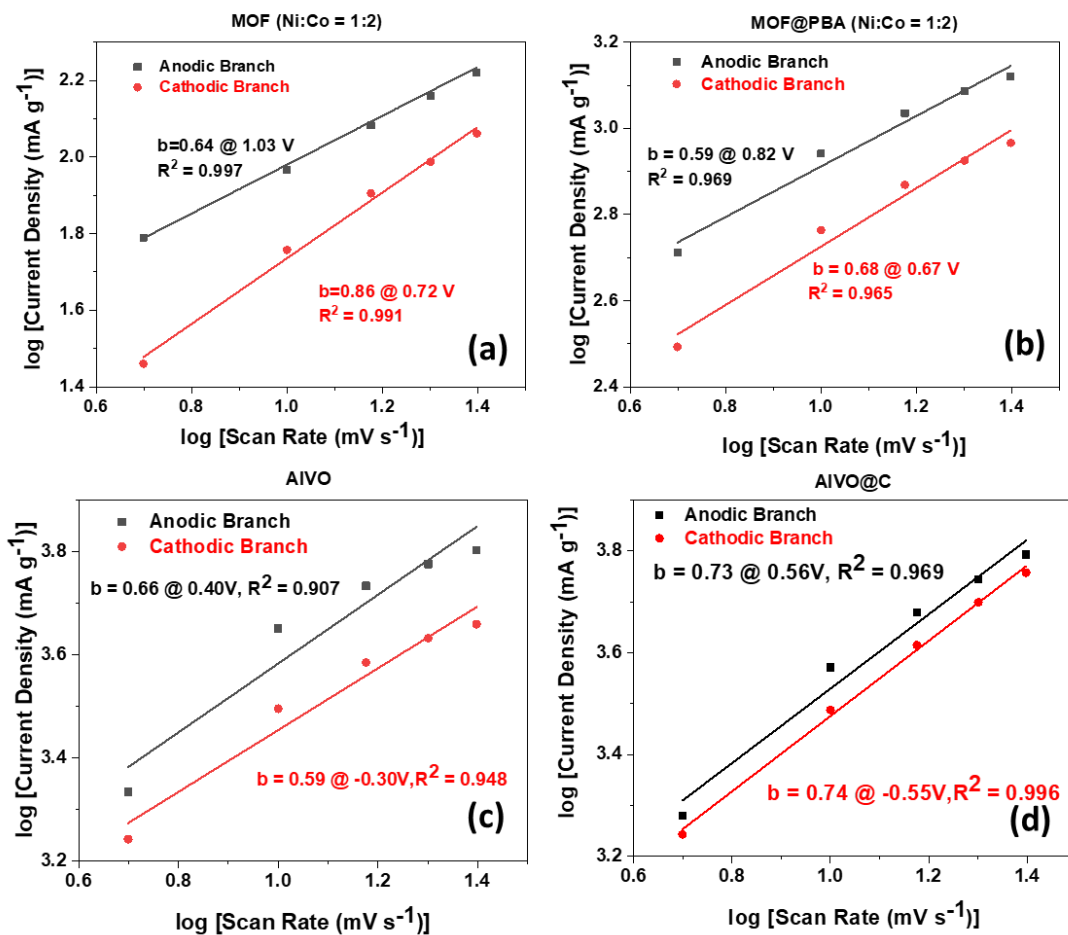 MOF (Ni:Co = 1:2)
Anodic Branch
Cathodic Branch
b=0.64 @ 1.03 V
R² = 0.997
b=0.86 @ 0.72 V
R² = 0.991
(a)
log [Current Density (mA g⁻¹)]
2.2
2.0
1.8
1.6
1.4
0.6 0.8 1.0 1.2 1.4
log [Scan Rate (mV s⁻¹)]
MOF@PBA (Ni:Co = 1:2)
Anodic Branch
Cathodic Branch
b = 0.59 @ 0.82 V
R² = 0.969
b = 0.68 @ 0.67 V
R² = 0.965
(b)
log [Current Density (mA g⁻¹)]
3.2
3.0
2.8
2.6
2.4
0.6 0.8 1.0 1.2 1.4
log [Scan Rate (mV s⁻¹)]
AlVO
Anodic Branch
Cathodic Branch
b = 0.66 @ 0.40V, R² = 0.907
b = 0.59 @ -0.30V,R² = 0.948
(c)
log [Current Density (mA g⁻¹)]
3.8
3.6
3.4
3.2
0.6 0.8 1.0 1.2 1.4
log [Scan Rate (mV s⁻¹)]
AlVO@C
Anodic Branch
Cathodic Branch
b = 0.73 @ 0.56V, R² = 0.969
b = 0.74 @ -0.55V,R² = 0.996
(d)
log [Current Density (mA g⁻¹)]
3.8
3.6
3.4
3.2
0.6 0.8 1.0 1.2 1.4
log [Scan Rate (mV s⁻¹)]